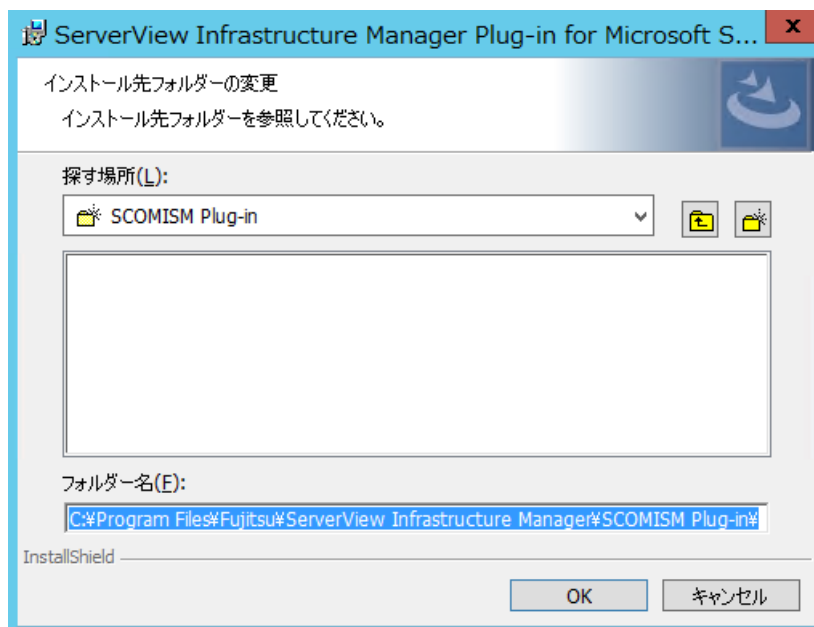 ServerView Infrastructure Manager Plug-in for Microsoft S...
インストール先フォルダーの変更
インストール先フォルダーを参照してください。
探す場所(L):
SCOMISM Plug-in
フォルダー名(F):
C:¥Program Files¥Fujitsu¥ServerView Infrastructure Manager¥SCOMISM Plug-in¥
InstallShield
OK
キャンセル